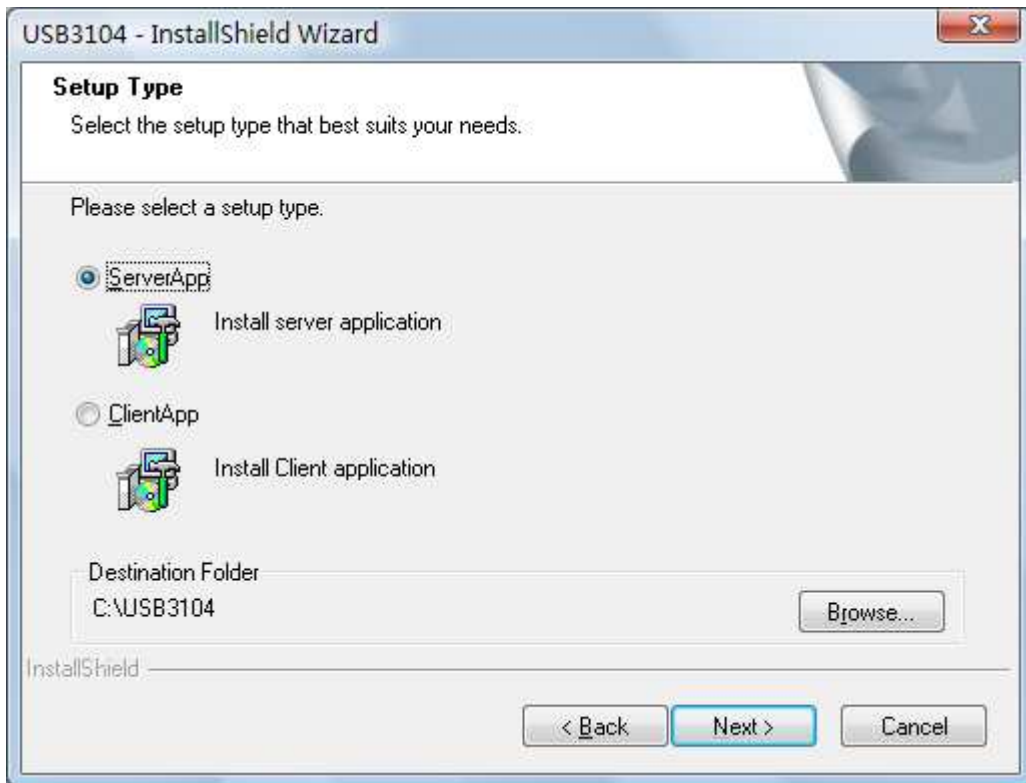 USB3104 - InstallShield Wizard
Setup Type
Select the setup type that best suits your needs.
Please select a setup type.
ServerApp
Install server application
ClientApp
Install Client application
Destination Folder
C:\USB3104
Browse...
InstallShield
< Back Next > Cancel